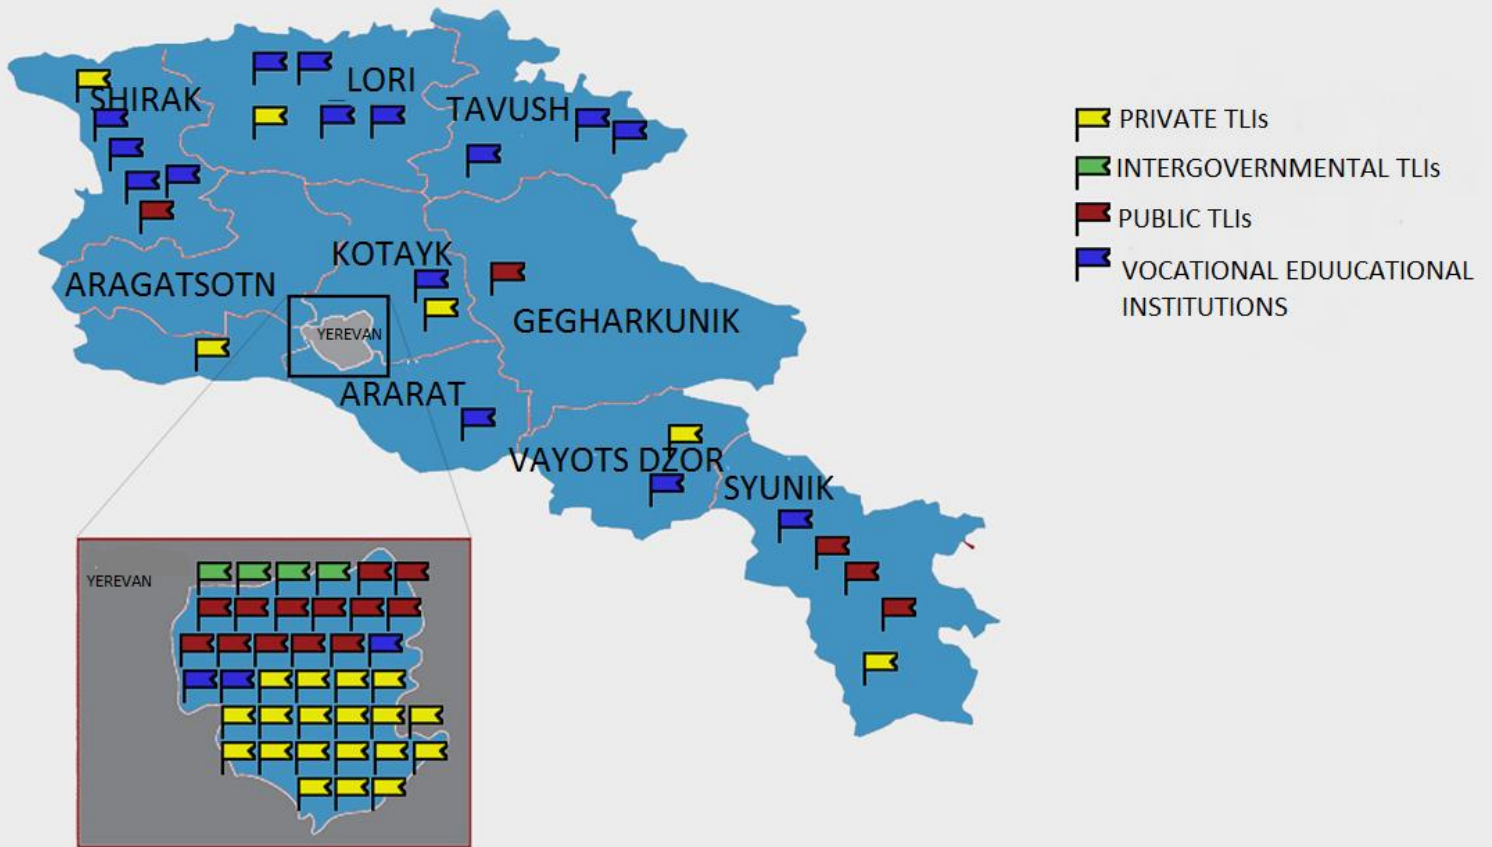 SHIRAK
LORI
TAVUSH
KOTAYK
ARAGATSOTN
GEGHARKUNIK
YEREVAN
ARARAT
VAYOTS DZOR
SYUNIK
YEREVAN
PRIVATE TLIs
INTERGOVERNMENTAL TLIs
PUBLIC TLIs
VOCATIONAL EDUUCATIONAL
INSTITUTIONS